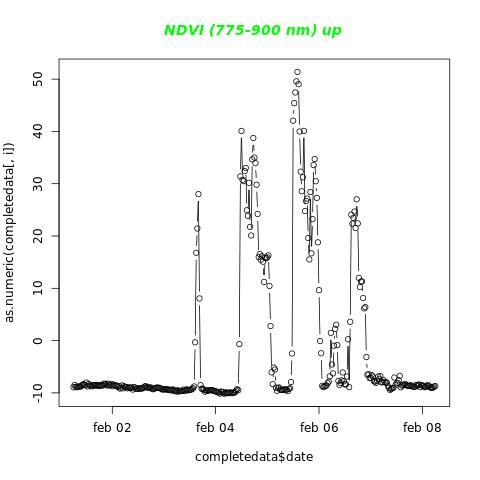 NDVI (775-900 nm) up
as.numeric(completedata[, i])
50
40
30
20
10
0
-10
feb 02
feb 04
feb 06
feb 08
completedata$date